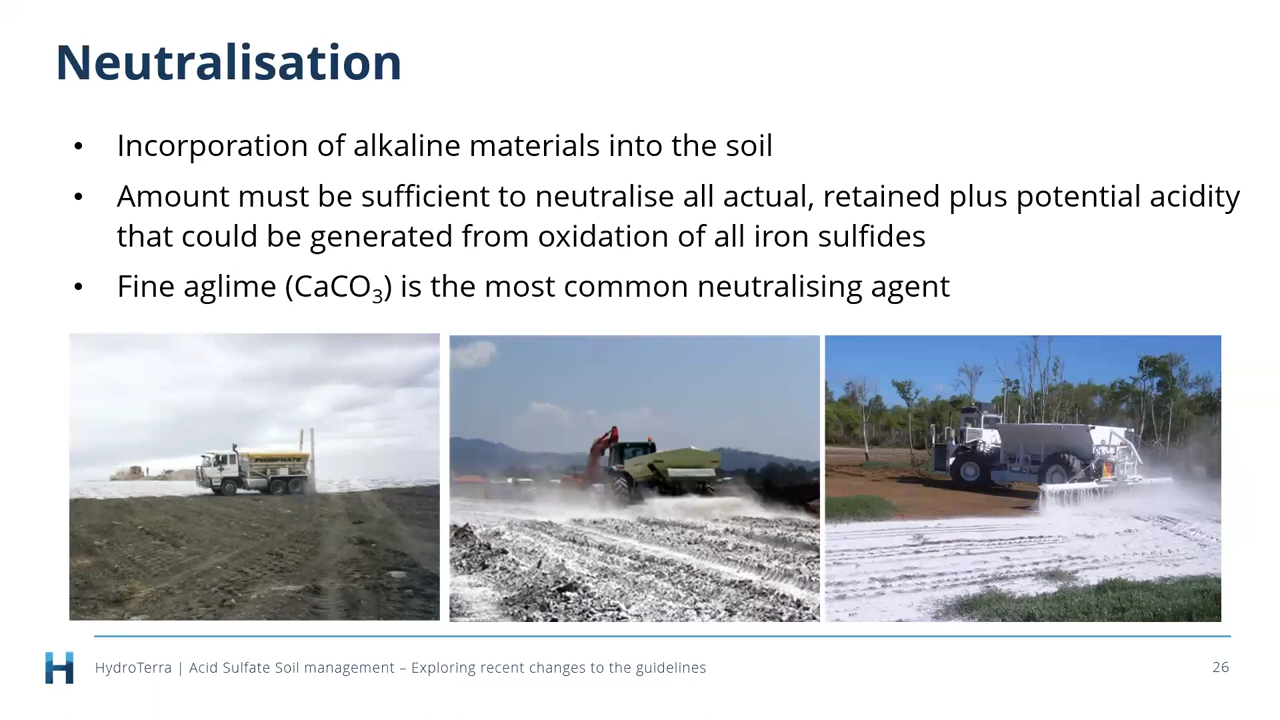 Neutralisation
• Incorporation of alkaline materials into the soil
• Amount must be sufficient to neutralise all actual, retained plus potential acidity
that could be generated from oxidation of all iron sulfides
• Fine aglime (CaCO₃) is the most common neutralising agent
PHOSPHATE
H HydroTerra | Acid Sulfate Soil management – Exploring recent changes to the guidelines 26